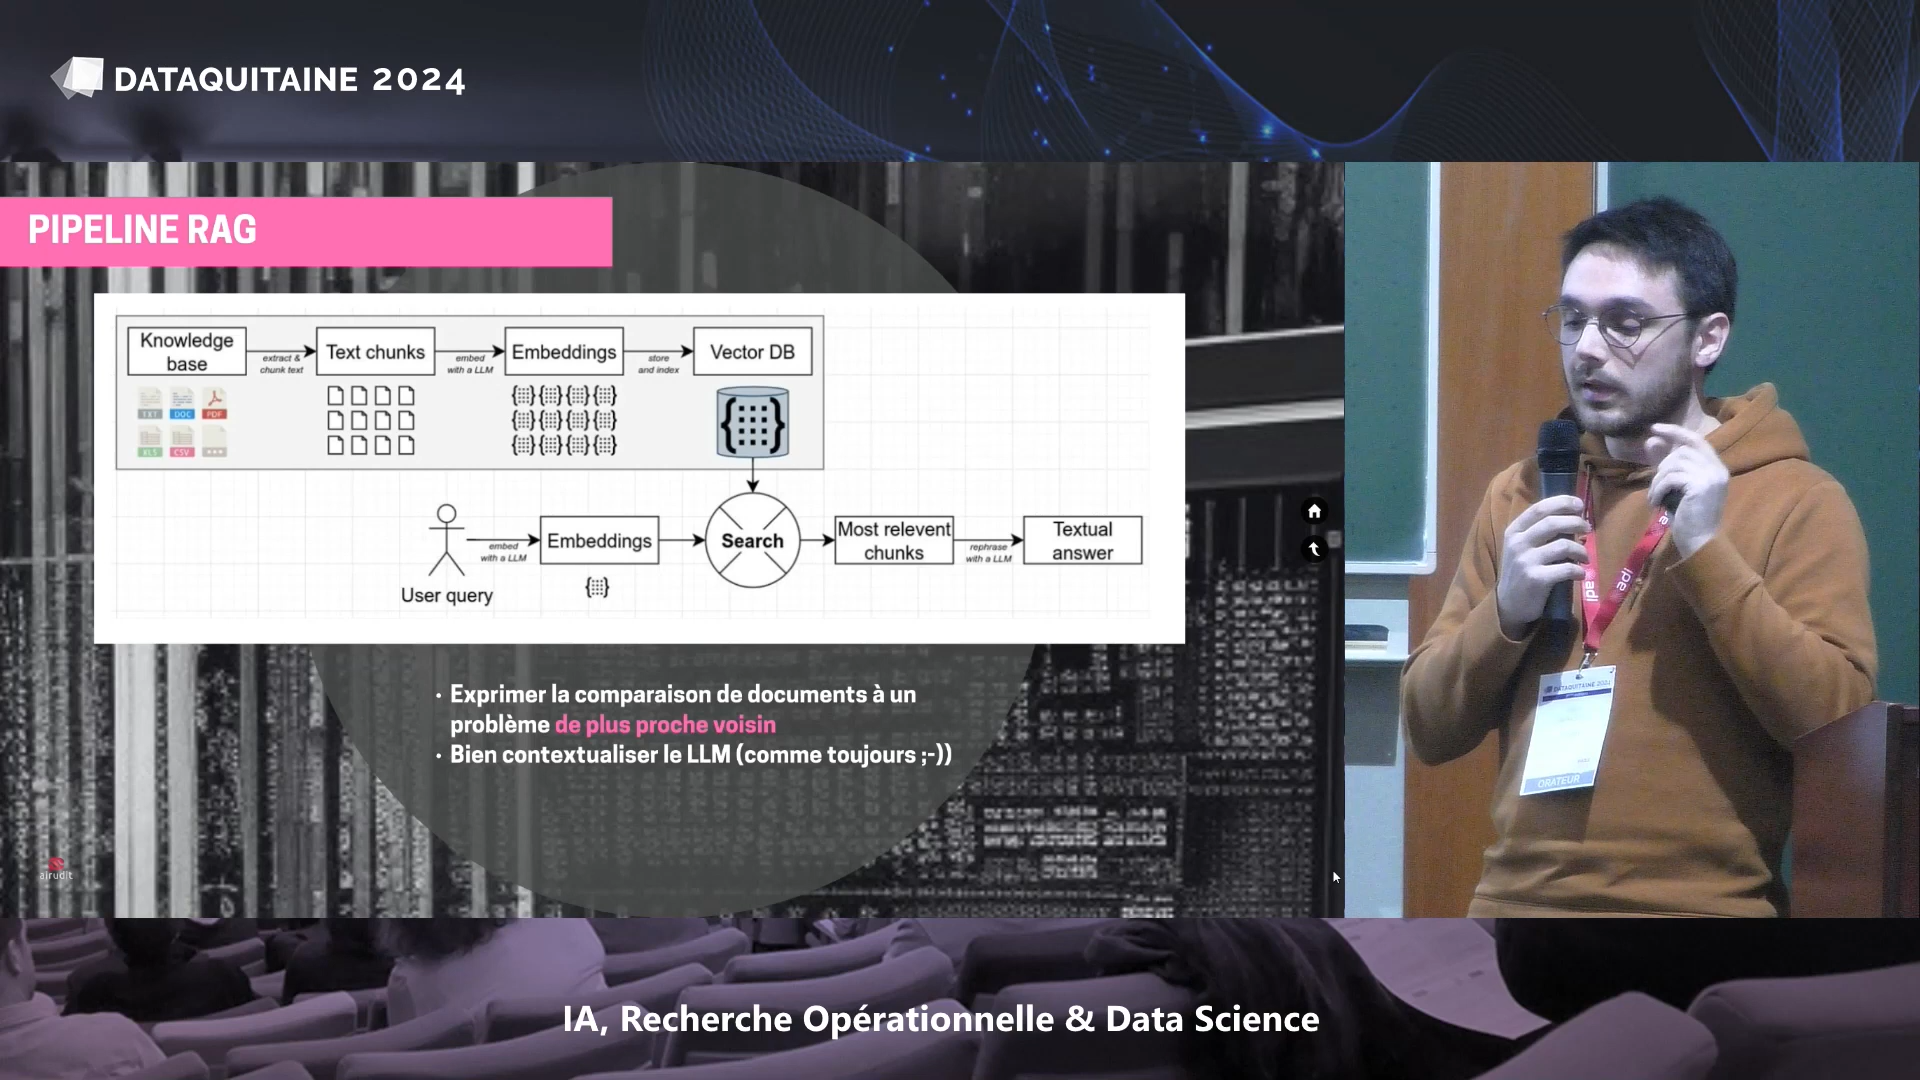 DATAQUITAINE 2024
PIPELINE RAG
Knowledge
base
extract &
chunk text
Text chunks
embed
with a LLM
Embeddings
store
and index
Vector DB
TXT
DOC
PDF
XLS
CSV
User query
embed
with a LLM
Embeddings
Search
Most relevent
chunks
rephrase
with a LLM
Textual
answer
· Exprimer la comparaison de documents à un
problème de plus proche voisin
· Bien contextualiser le LLM (comme toujours ;-))
airudit
DATAQUITAINE 2024
ORATEUR
IA, Recherche Opérationnelle & Data Science